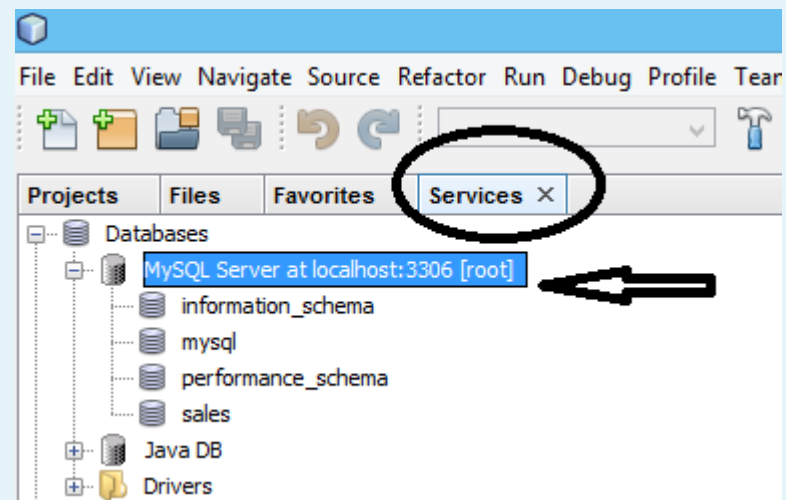 File Edit View Navigate Source Refactor Run Debug Profile Tean
Projects Files Favorites Services ×
Databases
MySQL Server at localhost:3306 [root]
information_schema
mysql
performance_schema
sales
Java DB
Drivers